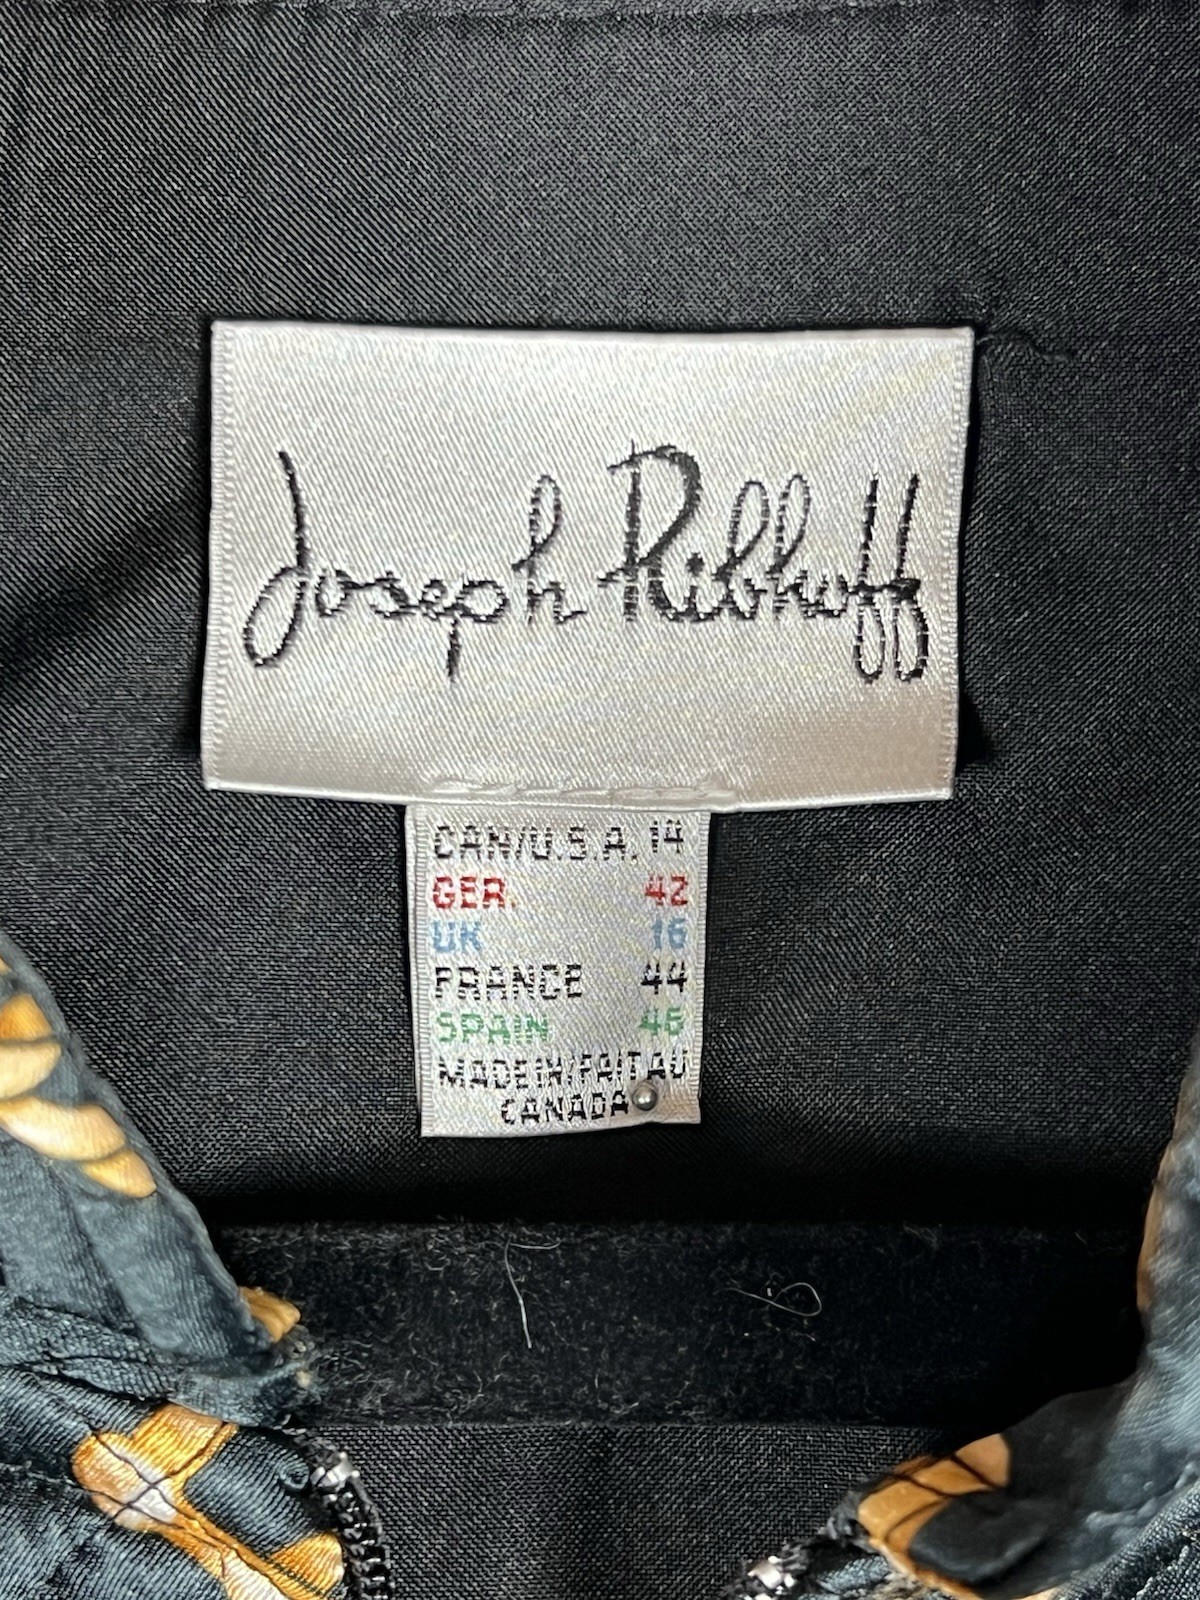 Joseph Ribkoff
CAN/U.S.A. 14
GER. 42
UK 16
FRANCE 44
SPAIN 46
MADE IN/FAIT AU
CANADA